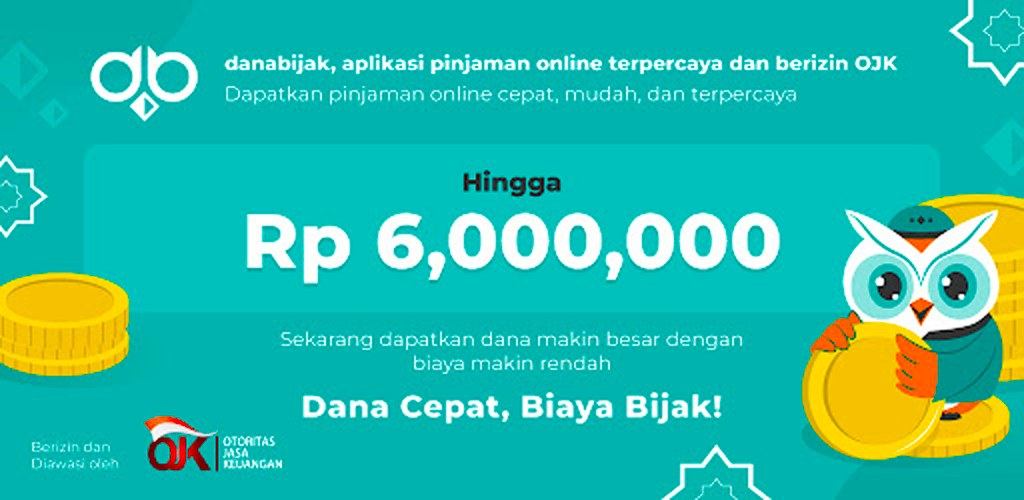 db
danabijak, aplikasi pinjaman online terpercaya dan berizin OJK
Dapatkan pinjaman online cepat, mudah, dan terpercaya
Hingga
Rp 6,000,000
Sekarang dapatkan dana makin besar dengan
biaya makin rendah
Dana Cepat, Biaya Bijak!
Berizin dan
Diawasi oleh
OJK
OTORITAS
JASA
KEUANGAN